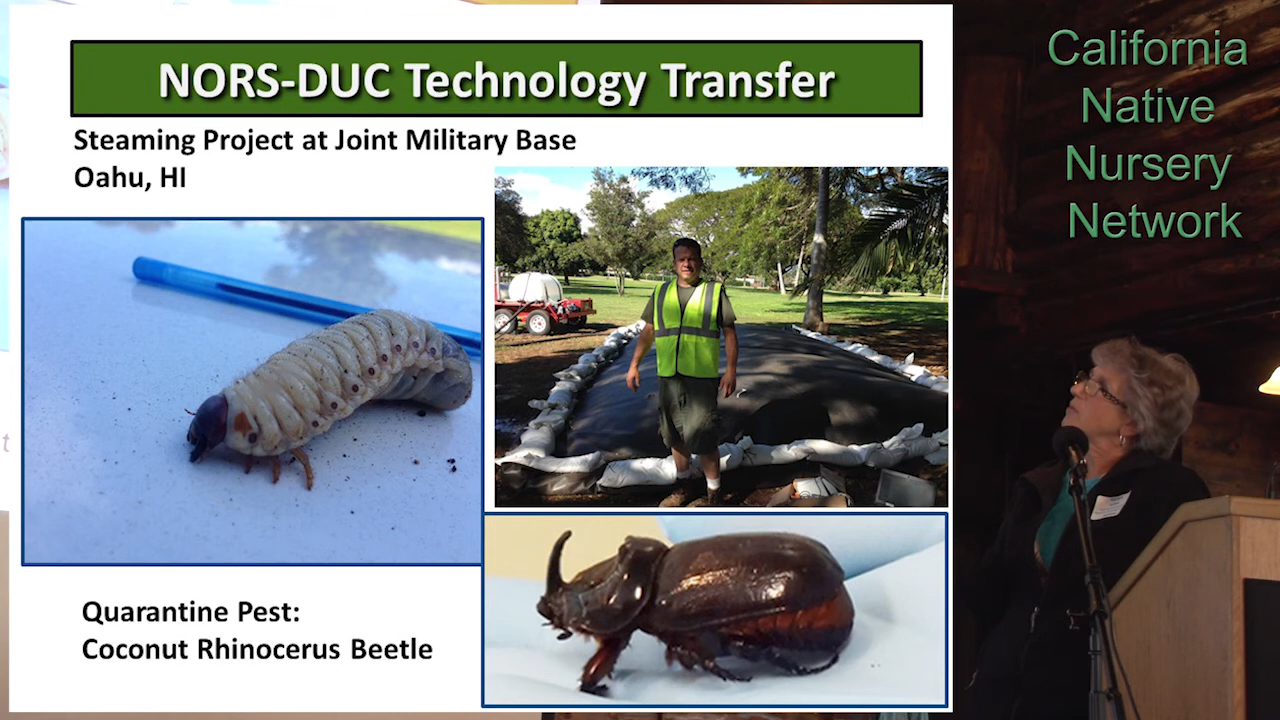 NORS-DUC Technology Transfer
Steaming Project at Joint Military Base
Oahu, HI
Quarantine Pest:
Coconut Rhinocerus Beetle
California
Native
Nursery
Network